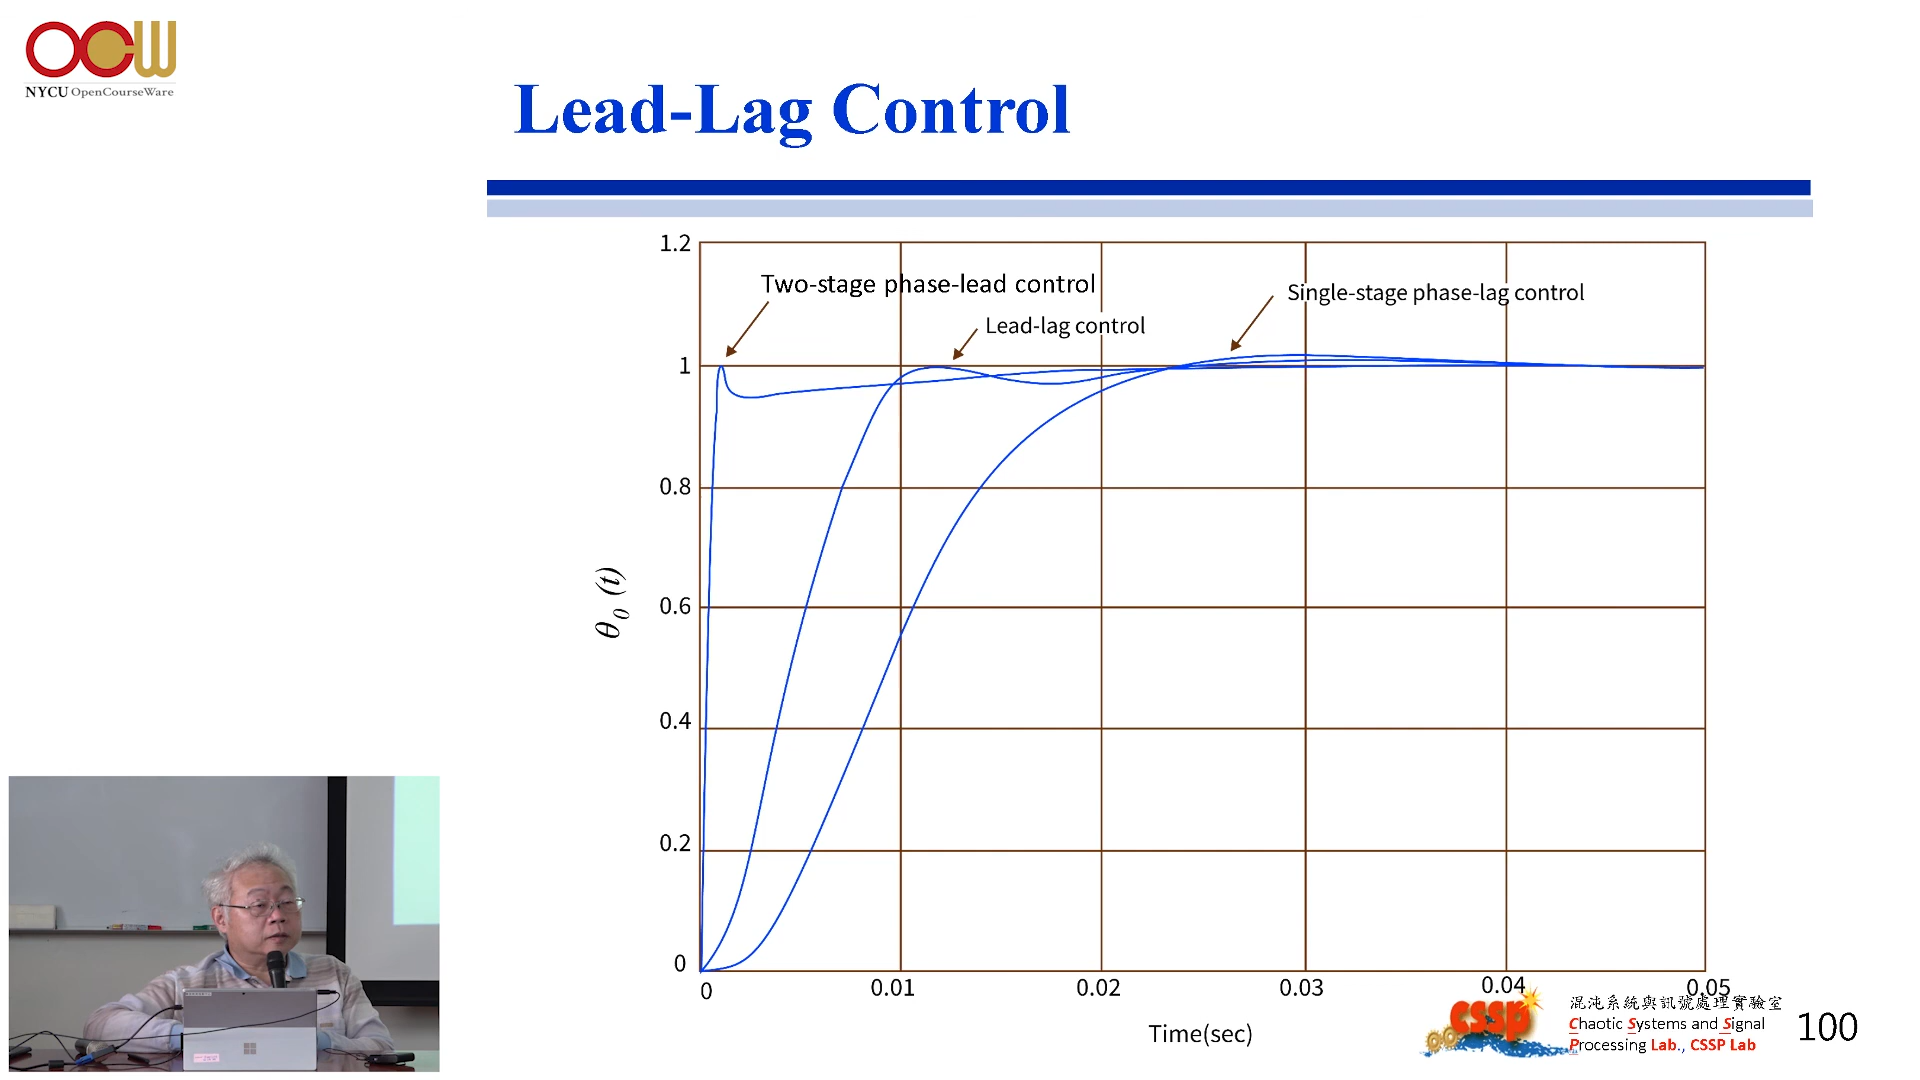 OCW
NYCU OpenCourseWare
Lead-Lag Control
1.2
1
0.8
0.6
0.4
0.2
0
θ₀ (t)
Two-stage phase-lead control
Lead-lag control
Single-stage phase-lag control
0
0.01
0.02
0.03
0.04
0.05
Time(sec)
cssp
混沌系統與訊號處理實驗室
Chaotic Systems and Signal
Processing Lab., CSSP Lab
100